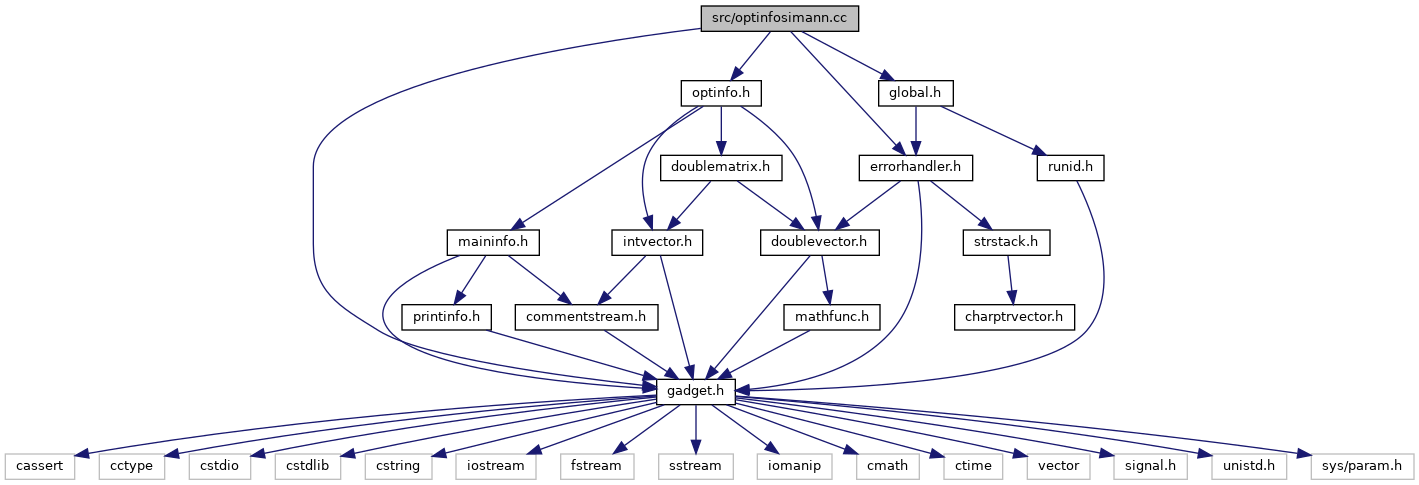 src/optinfosimann.cc
optinfo.h
global.h
doublematrix.h
errorhandler.h
runid.h
maininfo.h
intvector.h
doublevector.h
strstack.h
printinfo.h
commentstream.h
mathfunc.h
charptrvector.h
gadget.h
cassert
cctype
cstdio
cstdlib
cstring
iostream
fstream
sstream
iomanip
cmath
ctime
vector
signal.h
unistd.h
sys/param.h